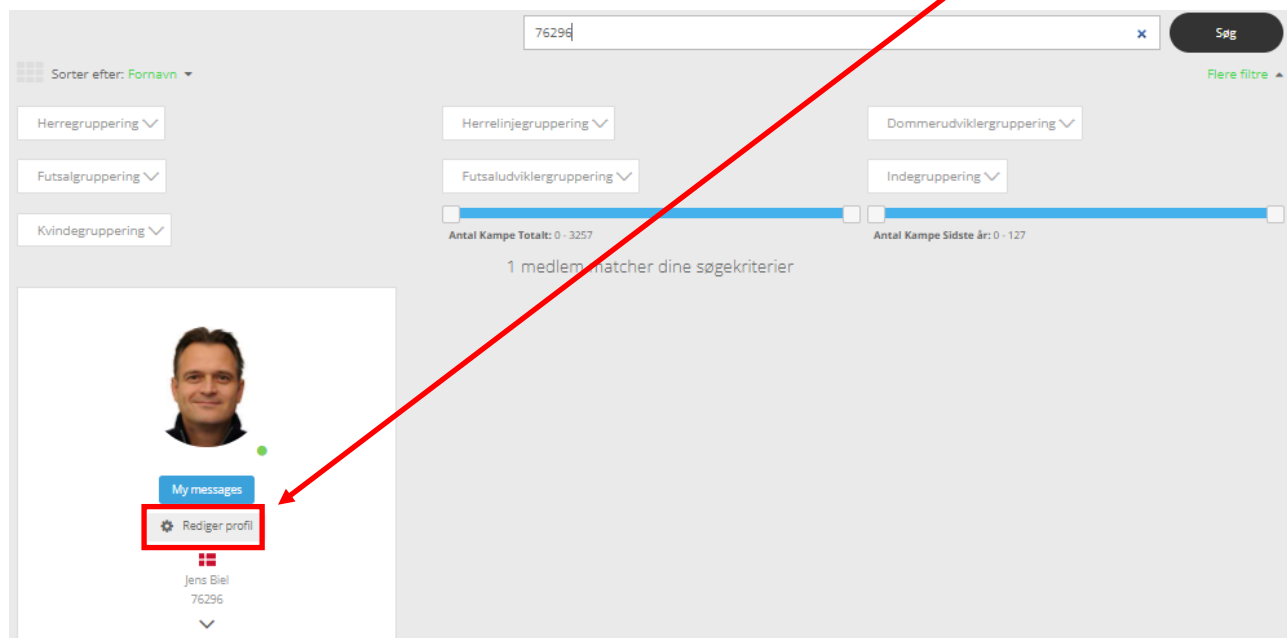 76296 × Søg
Sorter efter: Fornavn Flere filtre
Herregruppering Herrelinjegruppering Dommerudviklergruppering
Futsalgruppering Futsaludviklergruppering Indegruppering
Kvindegruppering
Antal Kampe Totalt: 0 - 3257 Antal Kampe Sidste år: 0 - 127
1 medlem matcher dine søgekriterier
My messages
Rediger profil
Jens Biel
76296